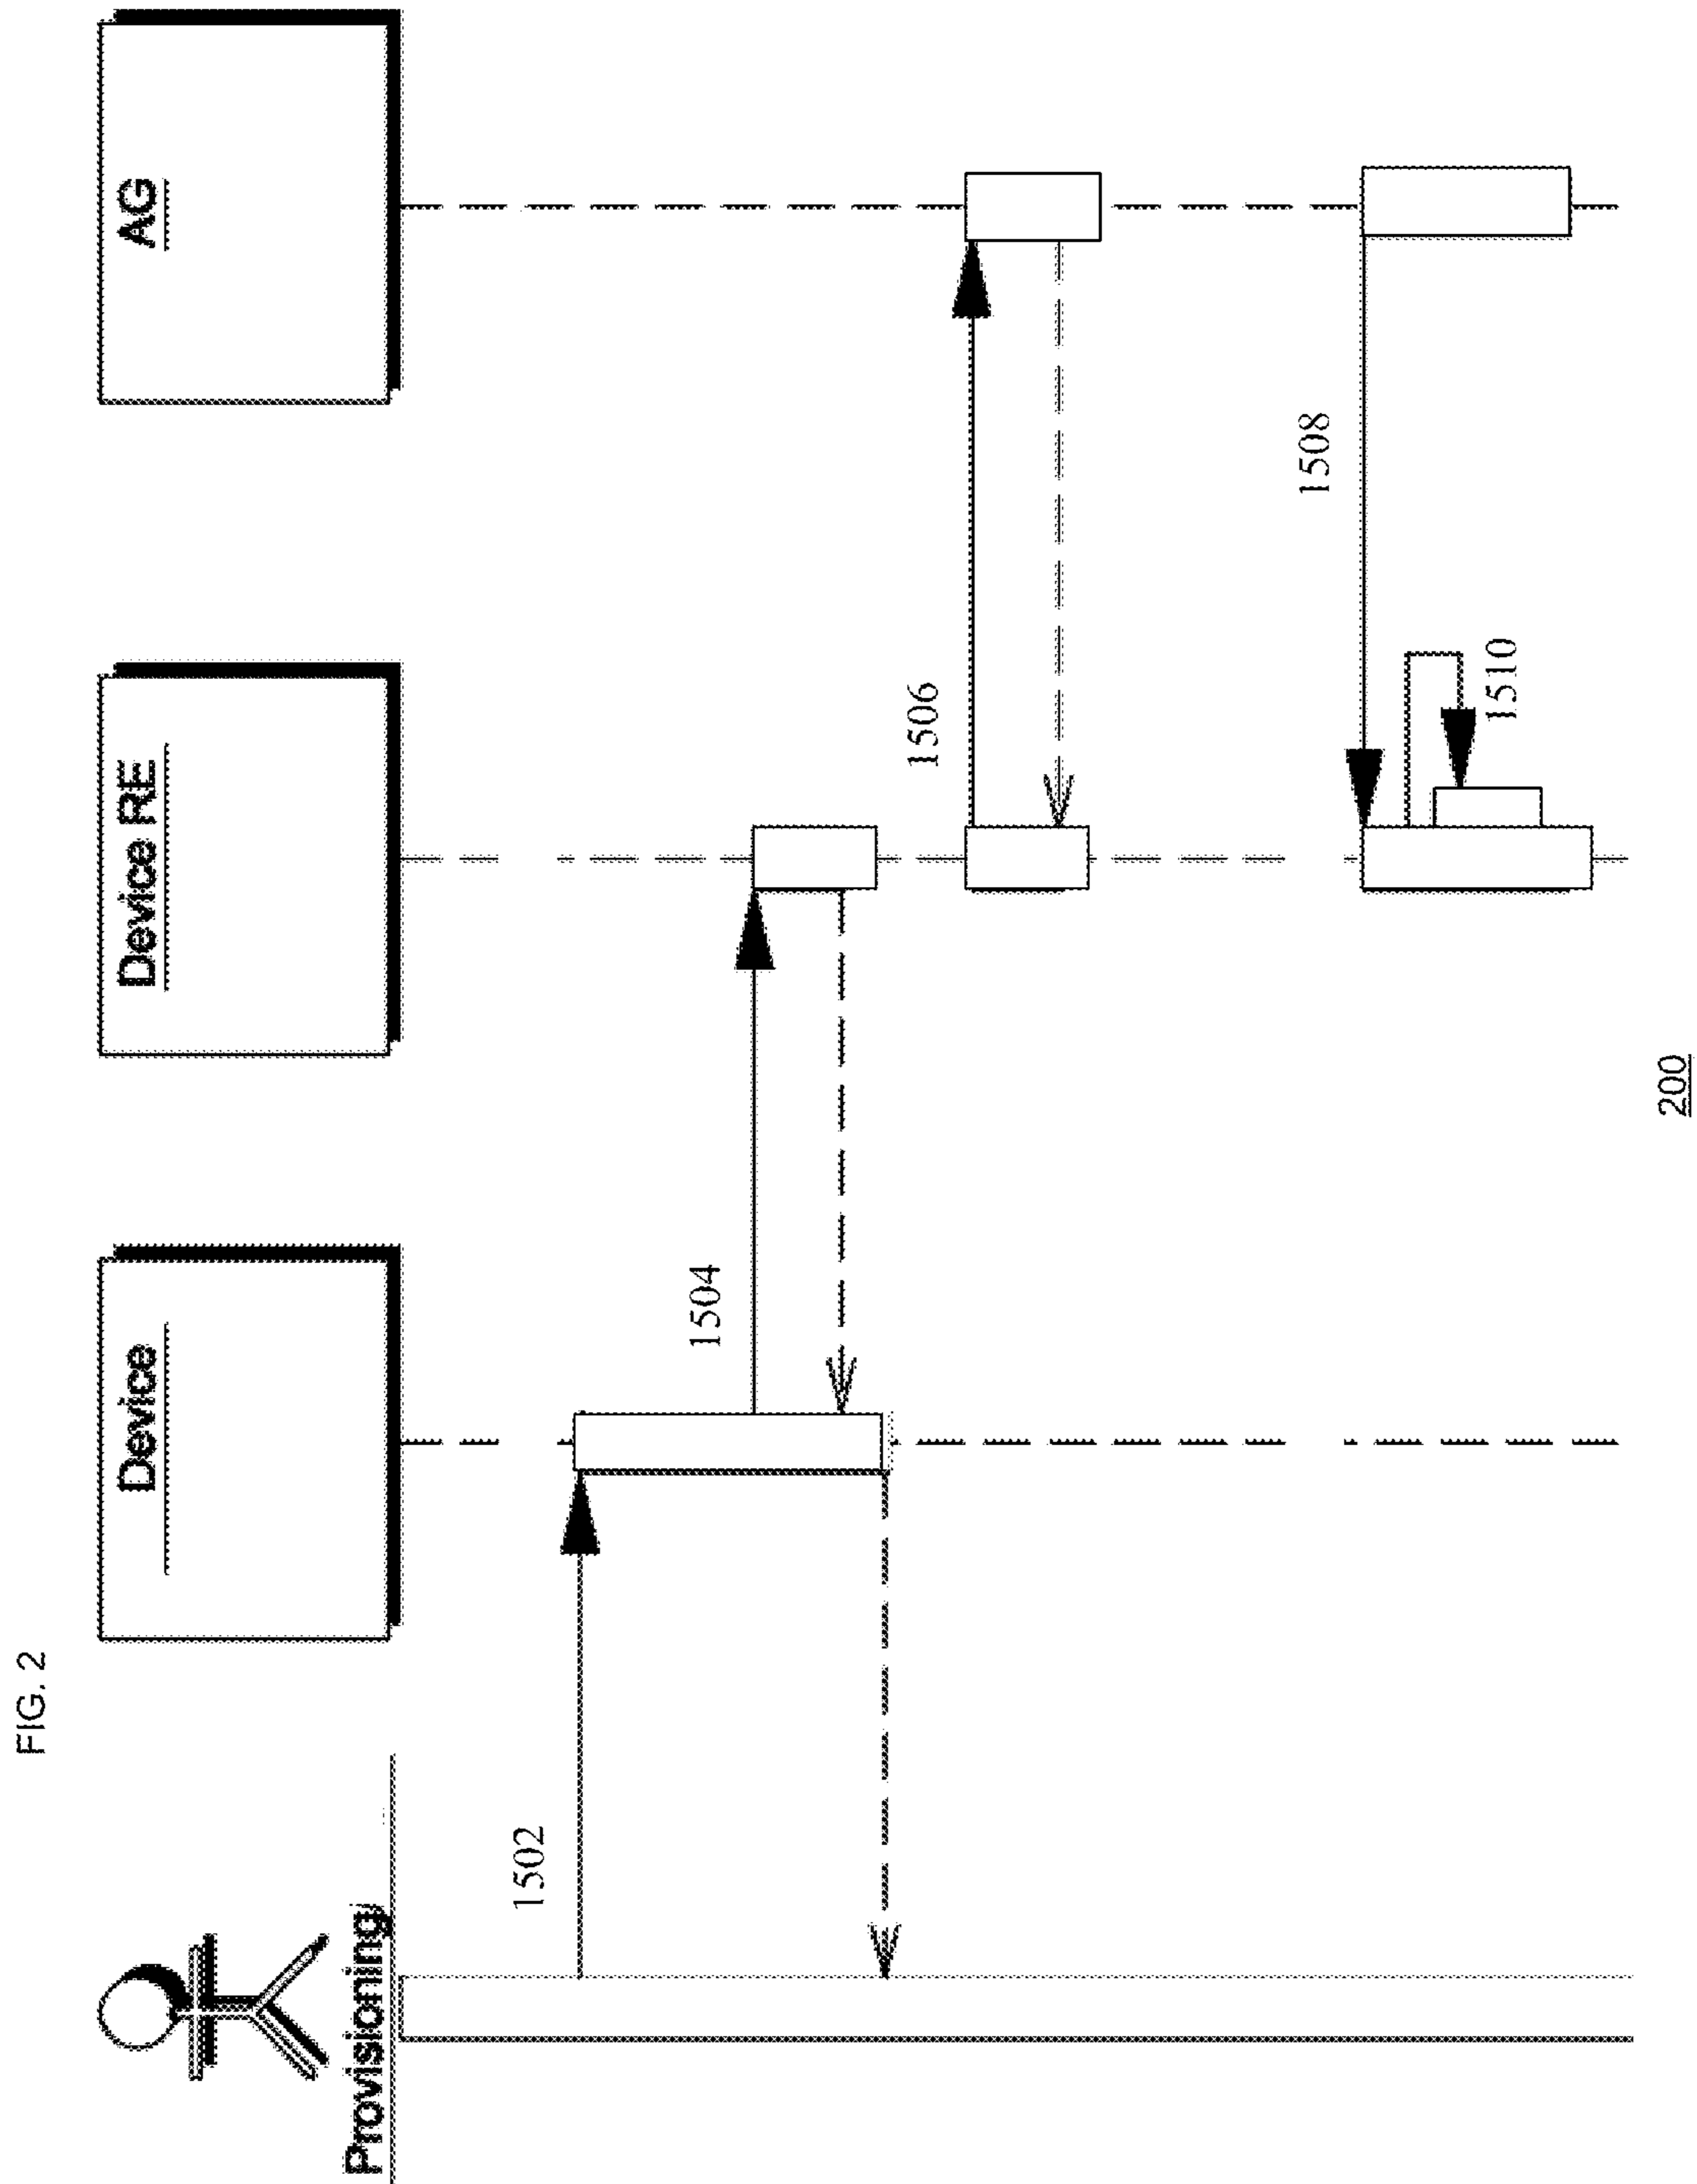 FIG. 2
Provisioning
Device
Device RE
AG
1502
1504
1506
1508
1510
200